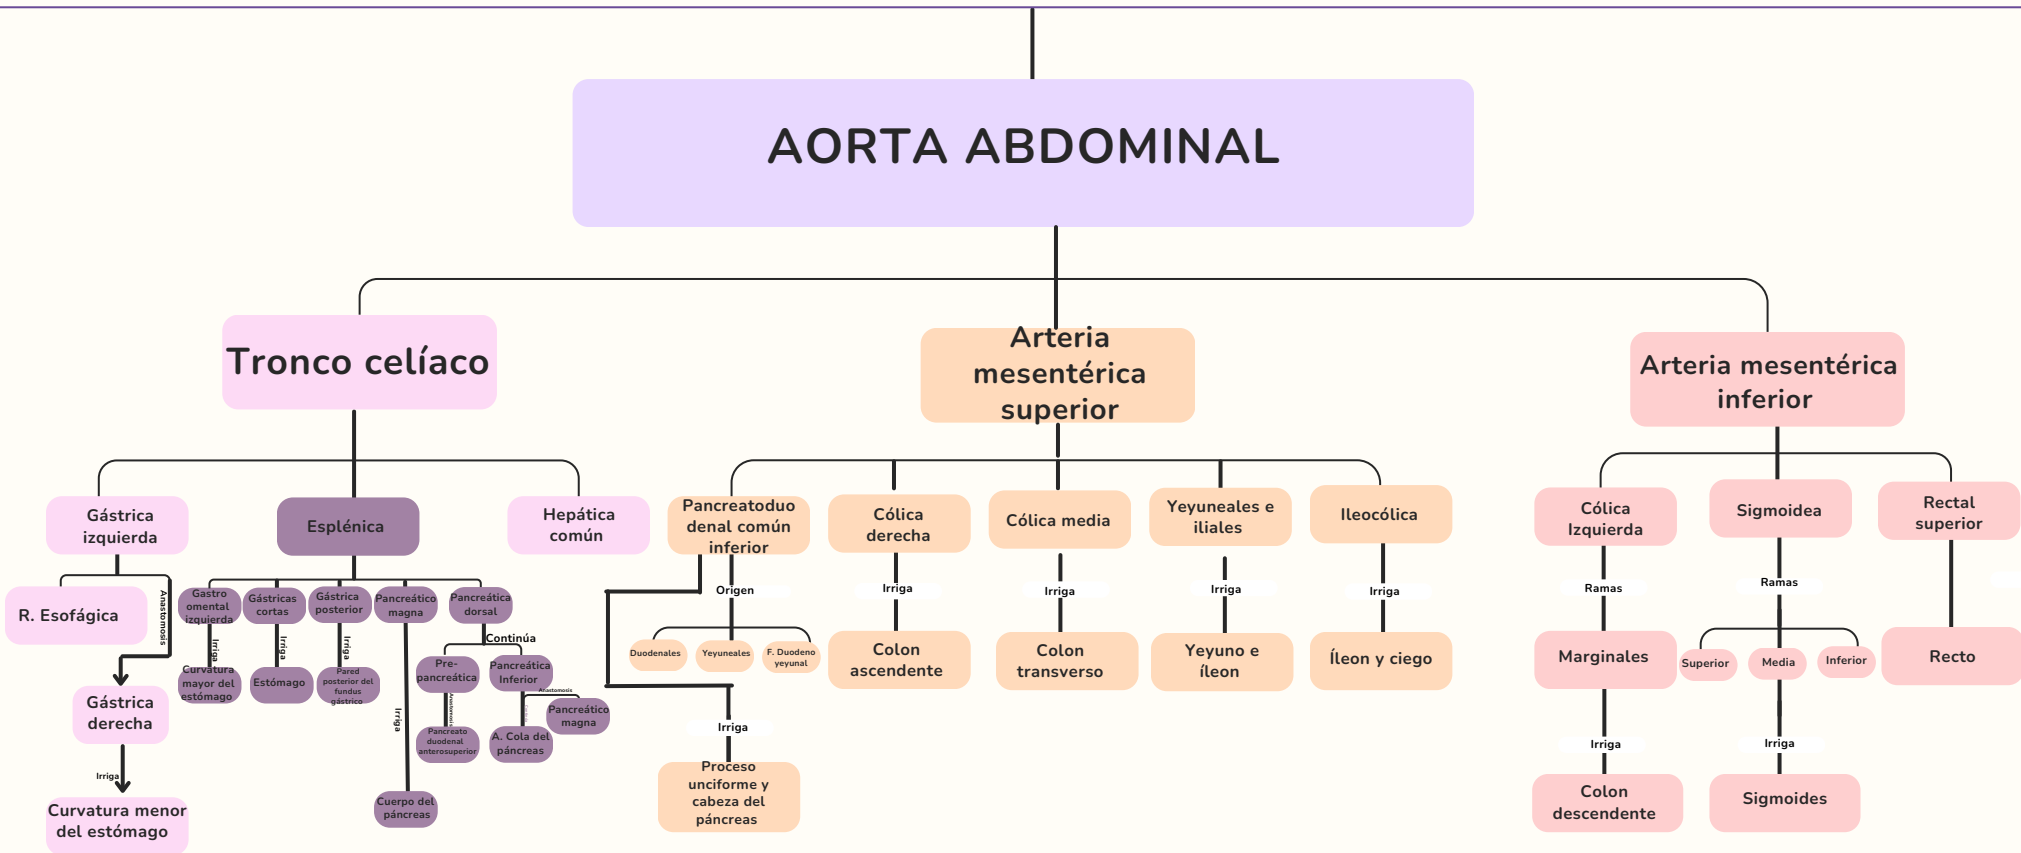 AORTA ABDOMINAL
Tronco celíaco
Arteria
mesentérica
superior
Arteria mesentérica
inferior
Gástrica
izquierda
Esplénica
Hepática
común
Pancreatoduo
denal común
inferior
Cólica
derecha
Cólica media
Yeyuneales e
iliales
Ileocólica
Cólica
Izquierda
Sigmoidea
Rectal
superior
R. Esofágica
Anastomosis
Gástrica
derecha
Irriga
Curvatura menor
del estómago
Gastro
omental
izquierda
Gástricas
cortas
Gástrica
posterior
Pancreático
magna
Pancreática
dorsal
Irriga
Irriga
Irriga
Curvatura
mayor del
estómago
Estómago
Pared
posterior del
fundus
gástrico
Irriga
Cuerpo del
páncreas
Continúa
Pre-
pancreática
Pancreática
Inferior
Anastomosis
Anastomosis
Pancreático
magna
Pancreato
duodenal
anterosuperior
A. Cola del
páncreas
Origen
Duodenales
Yeyuneales
F. Duodeno
yeyunal
Irriga
Proceso
unciforme y
cabeza del
páncreas
Irriga
Colon
ascendente
Irriga
Colon
transverso
Irriga
Yeyuno e
íleon
Irriga
Íleon y ciego
Ramas
Marginales
Irriga
Colon
descendente
Ramas
Superior
Media
Inferior
Irriga
Sigmoides
Recto